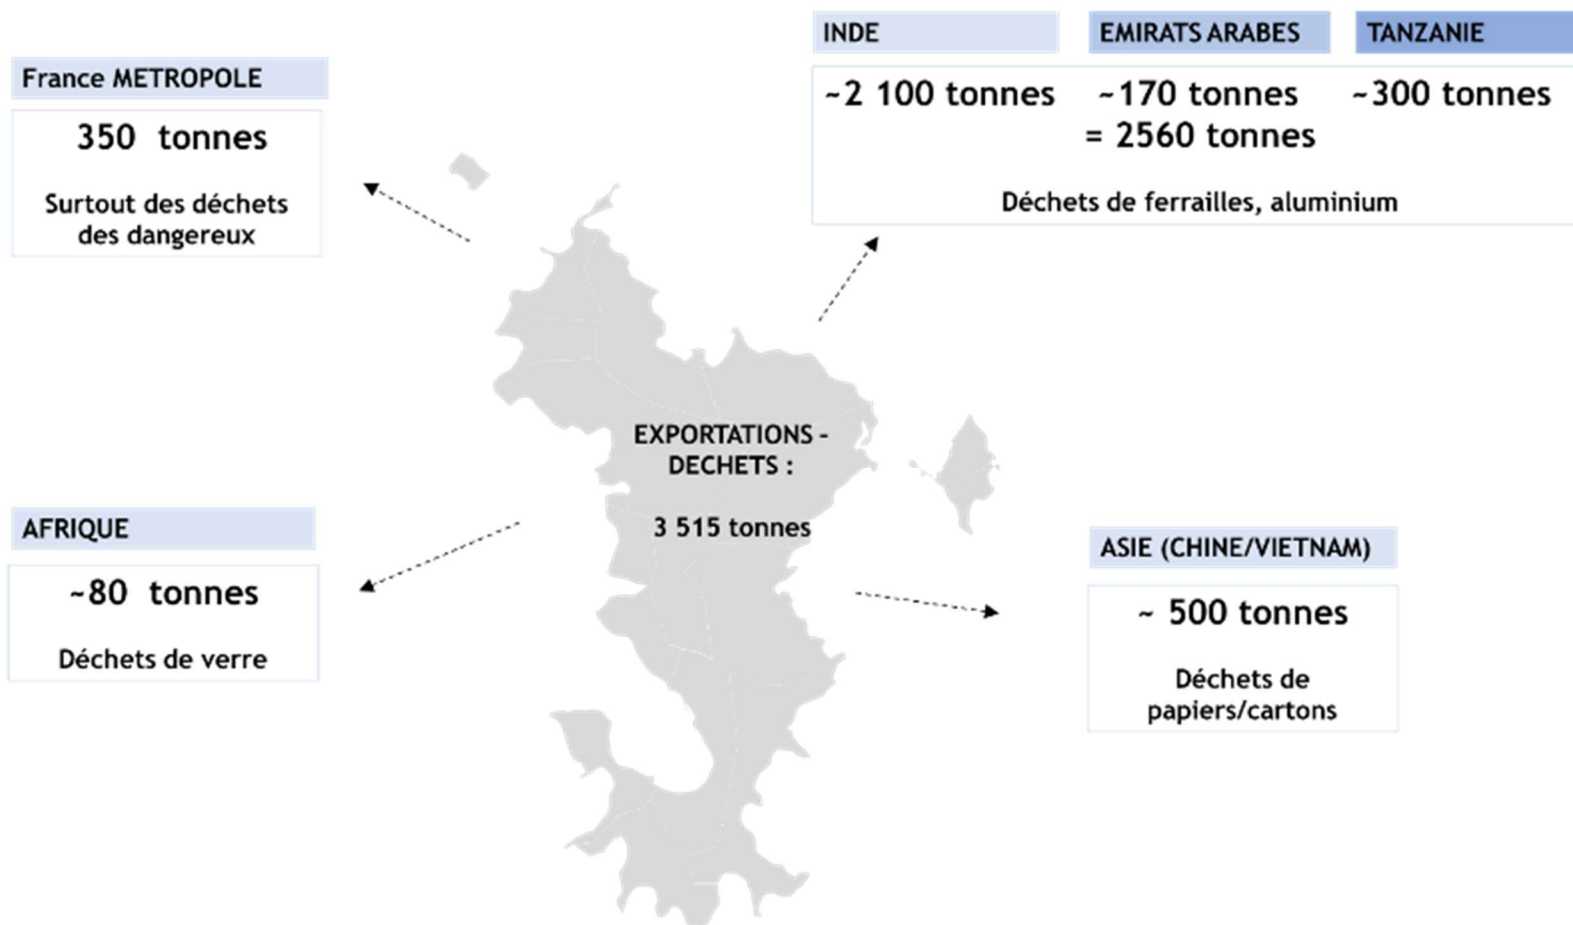 INDE
EMIRATS ARABES
TANZANIE
~2 100 tonnes
~170 tonnes
~300 tonnes
= 2560 tonnes
Déchets de ferrailles, aluminium
France METROPOLE
350 tonnes
Surtout des déchets
des dangereux
EXPORTATIONS -
DECHETS :
3 515 tonnes
AFRIQUE
~80 tonnes
Déchets de verre
ASIE (CHINE/VIETNAM)
~ 500 tonnes
Déchets de
papiers/cartons